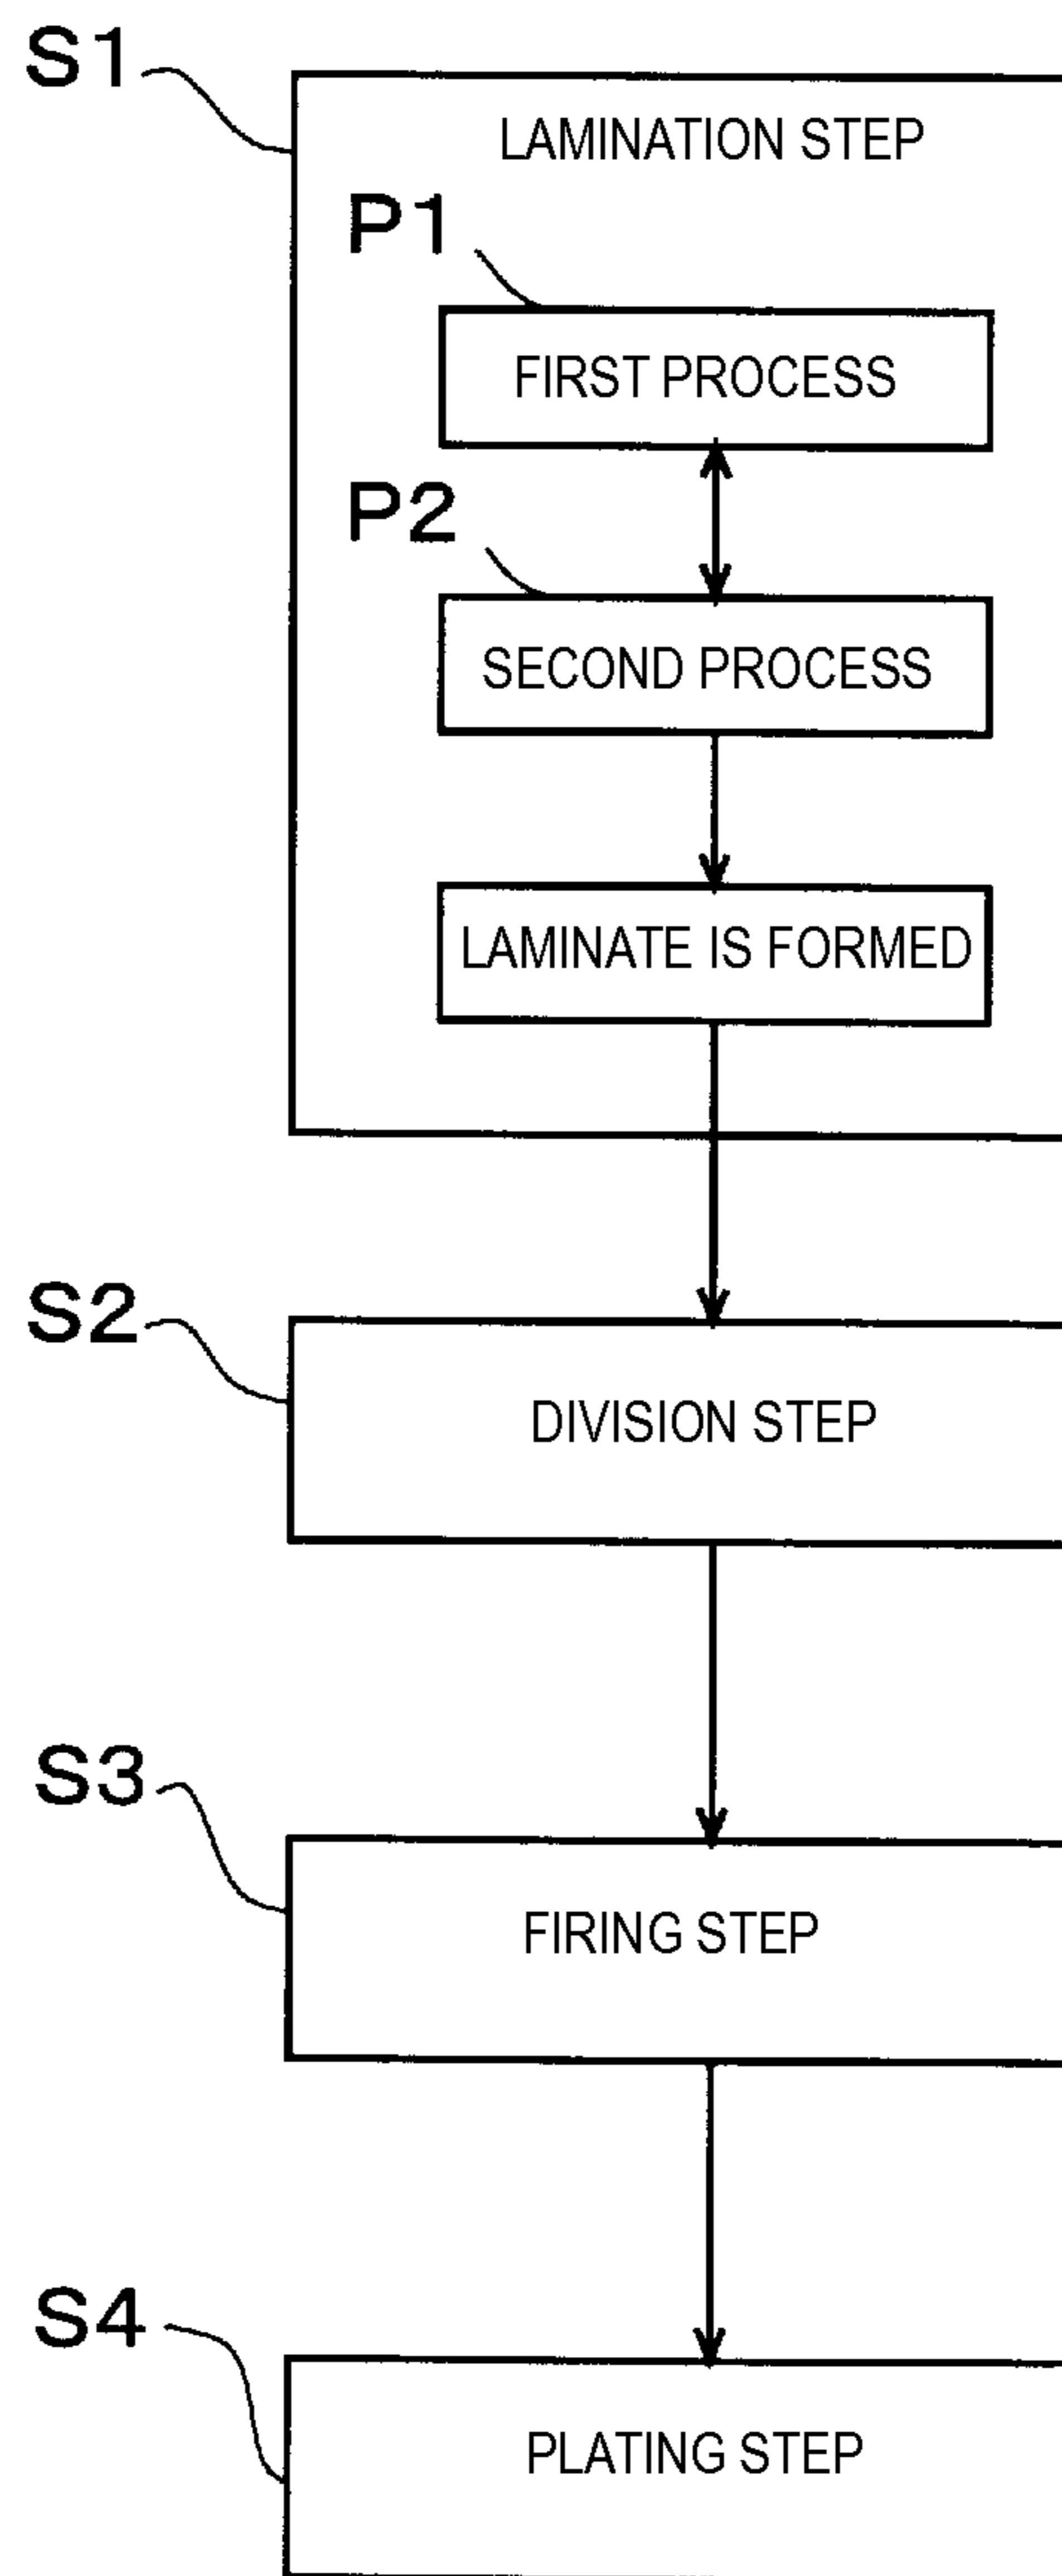 S1
LAMINATION STEP
P1
FIRST PROCESS
P2
SECOND PROCESS
LAMINATE IS FORMED
S2
DIVISION STEP
S3
FIRING STEP
S4
PLATING STEP